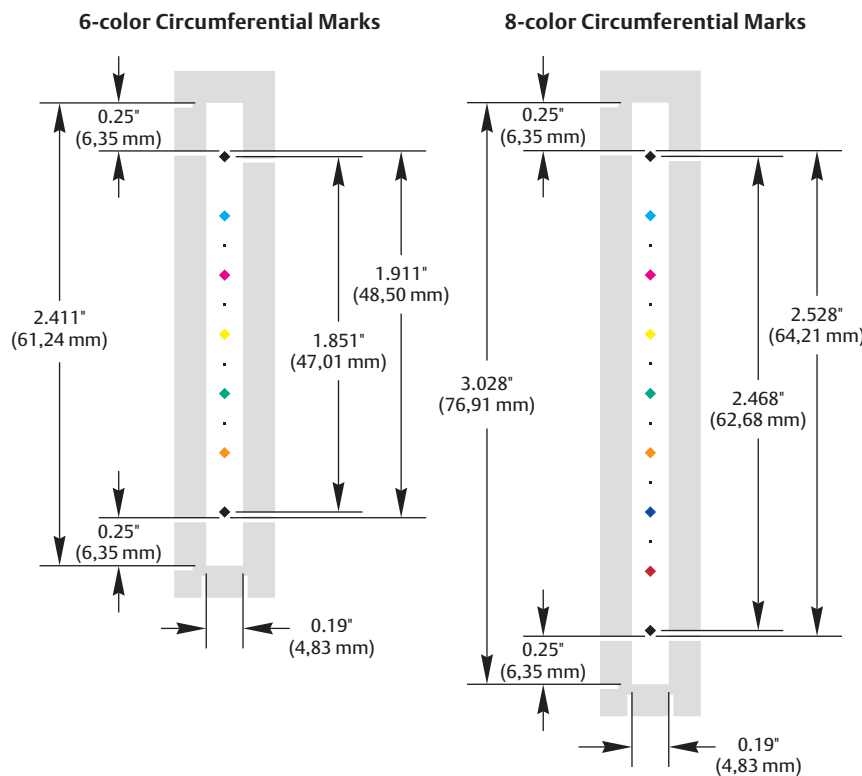 6-color Circumferential Marks
0.25"
(6,35 mm)
2.411"
(61,24 mm)
1.911"
(48,50 mm)
1.851"
(47,01 mm)
0.25"
(6,35 mm)
0.19"
(4,83 mm)
8-color Circumferential Marks
0.25"
(6,35 mm)
3.028"
(76,91 mm)
2.528"
(64,21 mm)
2.468"
(62,68 mm)
0.25"
(6,35 mm)
0.19"
(4,83 mm)